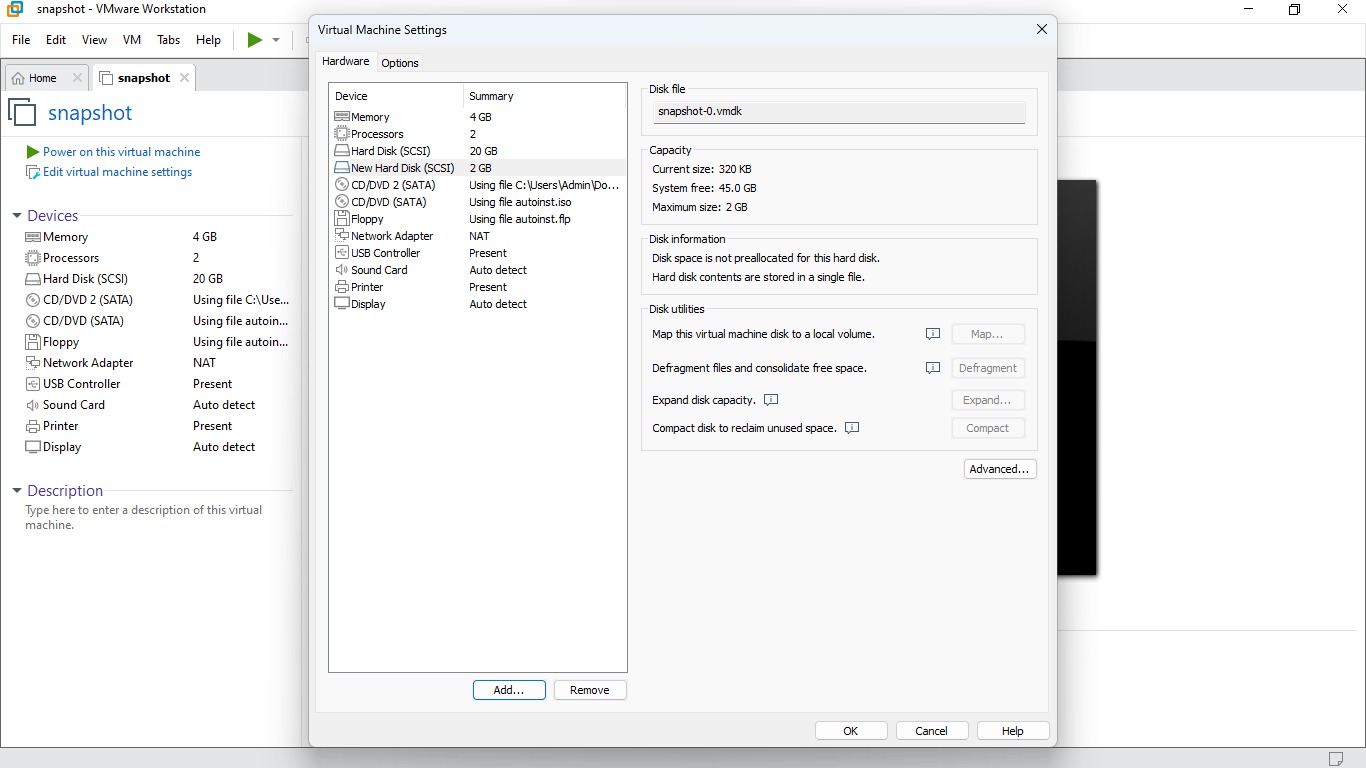 snapshot - VMware Workstation
File Edit View VM Tabs Help
Home
snapshot
snapshot
Power on this virtual machine
Edit virtual machine settings
Devices
Memory 4 GB
Processors 2
Hard Disk (SCSI) 20 GB
CD/DVD 2 (SATA) Using file C:\Use...
CD/DVD (SATA) Using file autoin...
Floppy Using file autoin...
Network Adapter NAT
USB Controller Present
Sound Card Auto detect
Printer Present
Display Auto detect
Description
Type here to enter a description of this virtual
machine.
Virtual Machine Settings
Hardware Options
Device Summary
Memory 4 GB
Processors 2
Hard Disk (SCSI) 20 GB
New Hard Disk (SCSI) 2 GB
CD/DVD 2 (SATA) Using file C:\Users\Admin\Do...
CD/DVD (SATA) Using file autoinst.iso
Floppy Using file autoinst.flp
Network Adapter NAT
USB Controller Present
Sound Card Auto detect
Printer Present
Display Auto detect
Add... Remove
Disk file
snapshot-0.vmdk
Capacity
Current size: 320 KB
System free: 45.0 GB
Maximum size: 2 GB
Disk information
Disk space is not preallocated for this hard disk.
Hard disk contents are stored in a single file.
Disk utilities
Map this virtual machine disk to a local volume. Map...
Defragment files and consolidate free space. Defragment
Expand disk capacity. Expand...
Compact disk to reclaim unused space. Compact
Advanced...
OK Cancel Help